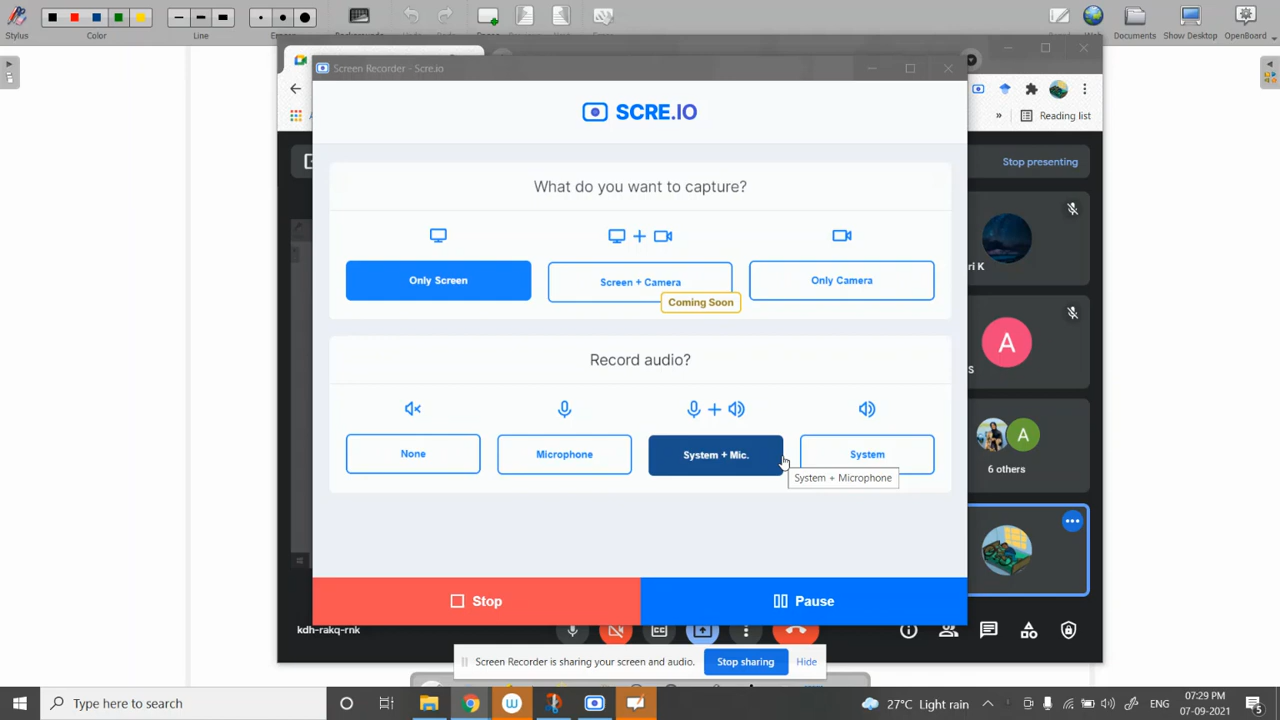 Stylus
Color
Line
Documents
Show Desktop
OpenBoard
Screen Recorder - Scre.io
SCRE.IO
Reading list
What do you want to capture?
Stop presenting
Only Screen
Screen + Camera
Only Camera
Coming Soon
ri K
Record audio?
A
S
None
Microphone
System + Mic.
System
System + Microphone
A
6 others
Stop
Pause
kdh-rakq-rnk
CC
Screen Recorder is sharing your screen and audio.
Stop sharing
Hide
Type here to search
27°C Light rain
ENG
07:29 PM
07-09-2021
5